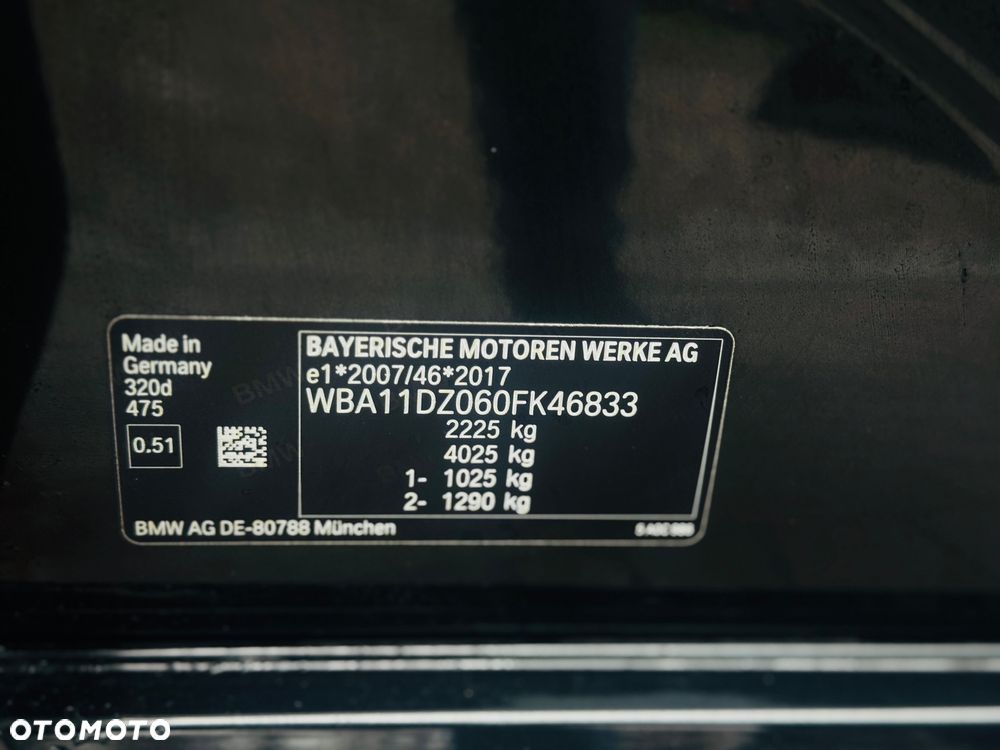 Made in
Germany
320d
475
0.51
BAYERISCHE MOTOREN WERKE AG
e1*2007/46*2017
WBA11DZ060FK46833
2225 kg
4025 kg
1- 1025 kg
2- 1290 kg
BMW AG DE-80788 München
OTOMOTO